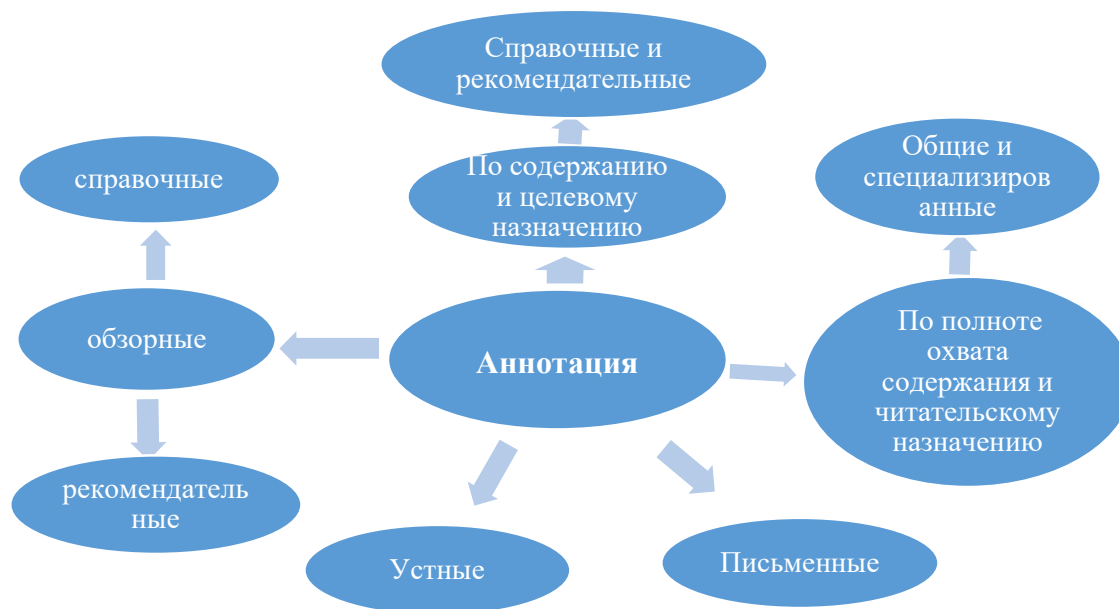 Справочные и
рекомендательные
справочные
По содержанию
и целевому
назначению
Общие и
специализиров
анные
обзорные
Аннотация
По полноте
охвата
содержания и
читательскому
назначению
рекомендатель
ные
Устные
Письменные